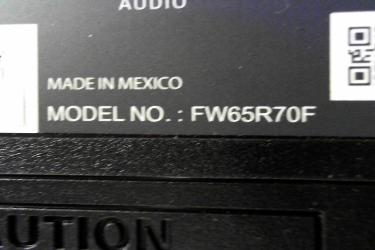 AUDIO
MADE IN MEXICO
MODEL NO. : FW65R70F
UTION